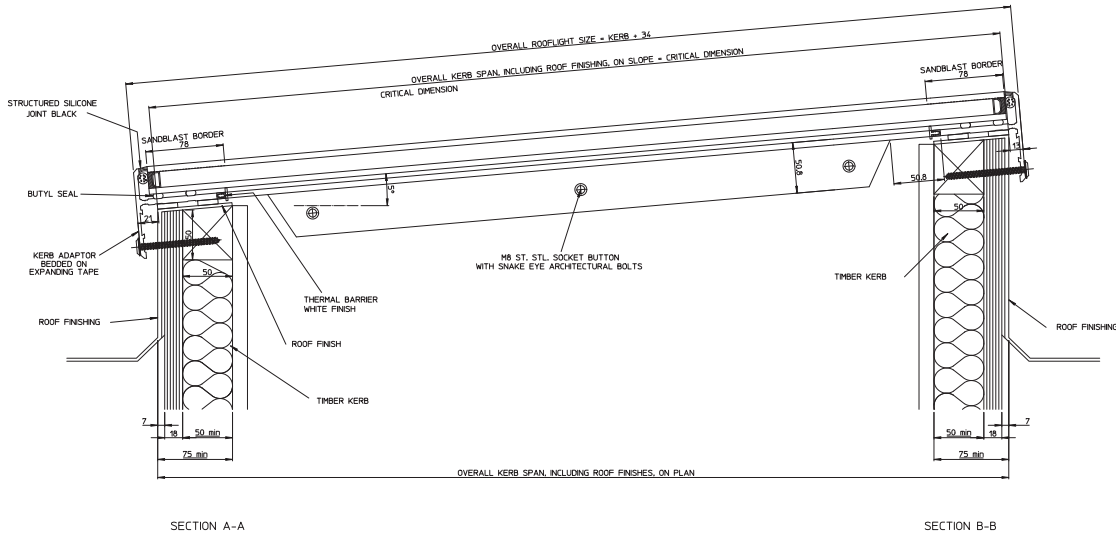 OVERALL ROOFLIGHT SIZE = KERB + 34
OVERALL KERB SPAN, INCLUDING ROOF FINISHING, ON SLOPE = CRITICAL DIMENSION
CRITICAL DIMENSION
SANDBLAST BORDER
78
STRUCTURED SILICONE
JOINT BLACK
SANDBLAST BORDER
78
13
50.8
5°
50.8
BUTYL SEAL
21
50
50
KERB ADAPTOR
BEDDED ON
EXPANDING TAPE
M8 ST. STL. SOCKET BUTTON
WITH SNAKE EYE ARCHITECTURAL BOLTS
50
TIMBER KERB
THERMAL BARRIER
WHITE FINISH
ROOF FINISHING
ROOF FINISHING
ROOF FINISH
TIMBER KERB
7
18
50 min
75 min
50 min
18
7
75 min
OVERALL KERB SPAN, INCLUDING ROOF FINISHES, ON PLAN
SECTION A-A
SECTION B-B